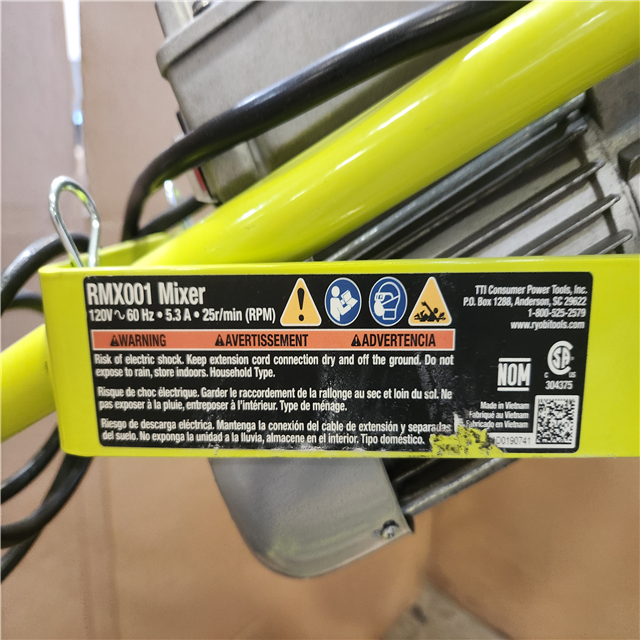 RMX001 Mixer
120V ∿ 60 Hz • 5.3 A • 25r/min (RPM)
TTI Consumer Power Tools, Inc.
P.O. Box 1288, Anderson, SC 29622
1-800-525-2579
www.ryobitools.com
⚠WARNING ⚠AVERTISSEMENT ⚠ADVERTENCIA
Risk of electric shock. Keep extension cord connection dry and off the ground. Do not
expose to rain, store indoors. Household Type.
Risque de choc électrique. Garder le raccordement de la rallonge au sec et loin du sol. Ne
pas exposer à la pluie, entreposer à l'intérieur. Type de ménage.
Riesgo de descarga eléctrica. Mantenga la conexión del cable de extensión y separadas
del suelo. No exponga la unidad a la lluvia, almacene en el interior. Tipo doméstico.
NOM
C US
304375
Made in Vietnam
Fabriqué au Vietnam
Fabricado en Vietnam
D0190741